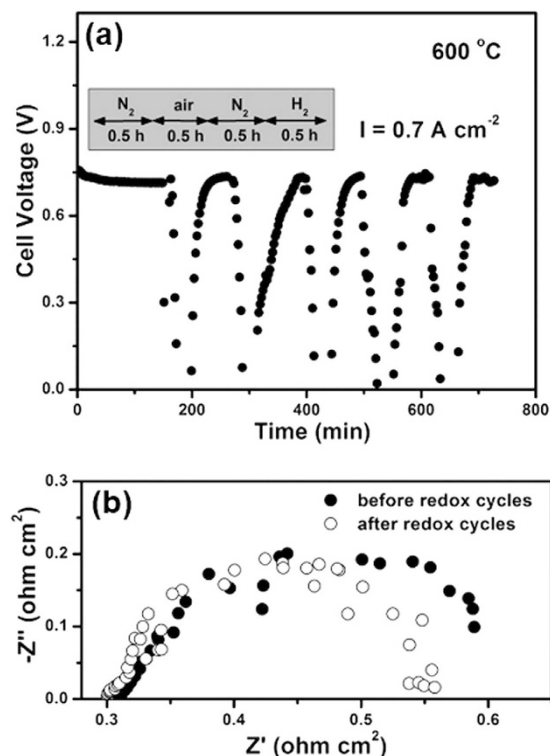 (a)
600 °C
N₂ air N₂ H₂
0.5 h 0.5 h 0.5 h 0.5 h
I = 0.7 A cm⁻²
Cell Voltage (V)
1.2
0.9
0.6
0.3
0.0
0 200 400 600 800
Time (min)
(b)
before redox cycles
after redox cycles
-Z'' (ohm cm²)
0.3
0.2
0.1
0.0
0.3 0.4 0.5 0.6
Z' (ohm cm²)